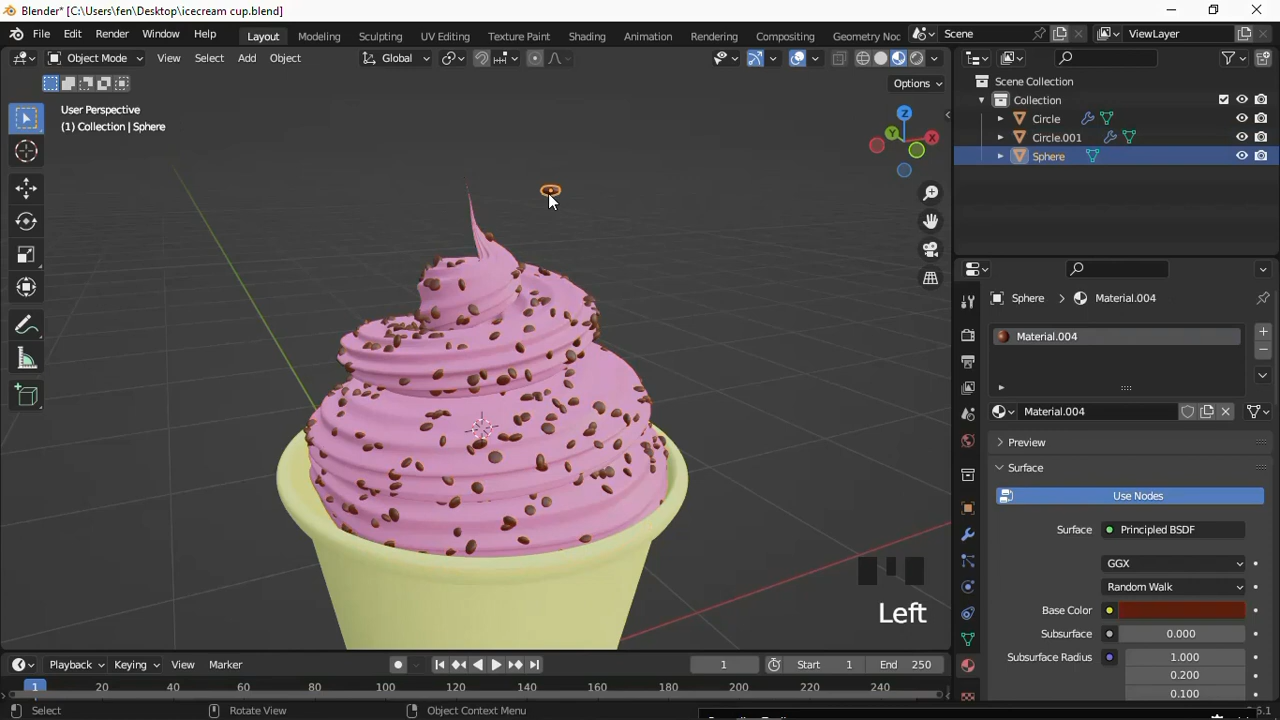 Blender* [C:\Users\fen\Desktop\icecream cup.blend]
File Edit Render Window Help Layout Modeling Sculpting UV Editing Texture Paint Shading Animation Rendering Compositing Geometry Noc Scene ViewLayer
Object Mode View Select Add Object Global
Options
User Perspective
(1) Collection | Sphere
X
Y
Z
Scene Collection
Collection
Circle
Circle.001
Sphere
Sphere > Material.004
Material.004
Material.004
Preview
Surface
Use Nodes
Surface Principled BSDF
GGX
Random Walk
Base Color
Subsurface 0.000
Subsurface Radius 1.000
0.200
0.100
Left
Playback Keying View Marker 1 Start 1 End 250
1 20 40 60 80 100 120 140 160 180 200 220 240
Select Rotate View Object Context Menu